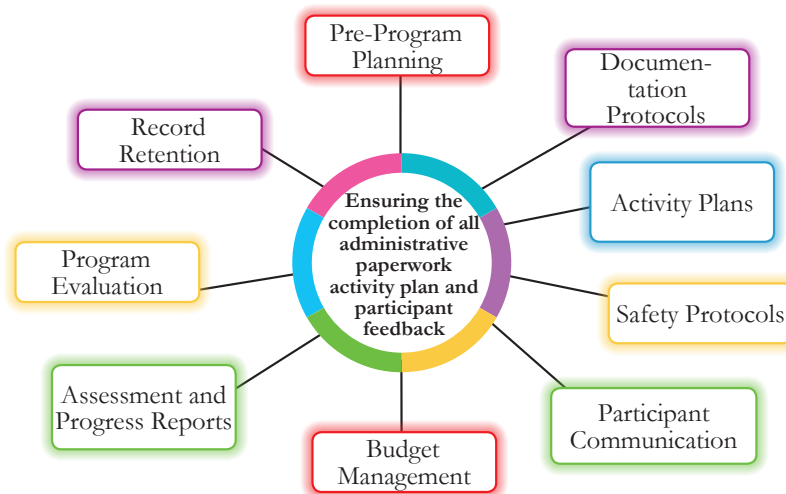 Pre-Program
Planning
Documen-
tation
Protocols
Activity Plans
Safety Protocols
Participant
Communication
Budget
Management
Assessment and
Progress Reports
Program
Evaluation
Record
Retention
Ensuring the
completion of all
administrative
paperwork
activity plan and
participant
feedback